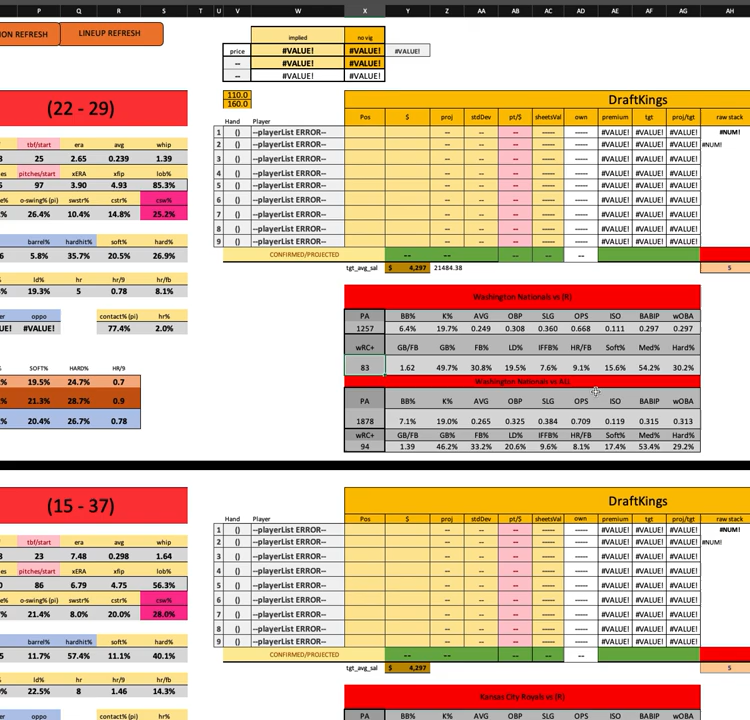 P Q R S T U V W X Y Z AA AB AC AD AE AF AG AH
ION REFRESH LINEUP REFRESH
implied no vig
price #VALUE! #VALUE! #VALUE!
-- #VALUE! #VALUE!
-- #VALUE! #VALUE!
(22 - 29) 110.0 DraftKings
160.0
Hand Player Pos $ proj stdDev pt/$ sheetsVal own premium tgt proj/tgt raw stack
1 () --playerList ERROR-- -- -- -- ----- ----- #VALUE! #VALUE! #VALUE! #NUM!
2 () --playerList ERROR-- -- -- -- ----- ----- #VALUE! #VALUE! #VALUE! #NUM!
3 () --playerList ERROR-- -- -- -- ----- ----- #VALUE! #VALUE! #VALUE!
4 () --playerList ERROR-- -- -- -- ----- ----- #VALUE! #VALUE! #VALUE!
5 () --playerList ERROR-- -- -- -- ----- ----- #VALUE! #VALUE! #VALUE!
6 () --playerList ERROR-- -- -- -- ----- ----- #VALUE! #VALUE! #VALUE!
7 () --playerList ERROR-- -- -- -- ----- ----- #VALUE! #VALUE! #VALUE!
8 () --playerList ERROR-- -- -- -- ----- ----- #VALUE! #VALUE! #VALUE!
9 () --playerList ERROR-- -- -- -- ----- ----- #VALUE! #VALUE! #VALUE!
CONFIRMED/PROJECTED -- -- -- -- --
tgt_avg_sal $ 4,297 21484.38 5
tbf/start era avg whip
25 2.65 0.239 1.39
pitches/start xERA xfip lob%
97 3.90 4.93 85.3%
o-swing% (pi) swstr% cstr% csw%
26.4% 10.4% 14.8% 25.2%
barrel% hardhit% soft% hard%
5.8% 35.7% 20.5% 26.9%
ld% hr hr/9 hr/fb
19.3% 5 0.78 8.1%
oppo contact% (pi) hr%
#VALUE! 77.4% 2.0%
SOFT% HARD% HR/9
19.5% 24.7% 0.7
21.3% 28.7% 0.9
20.4% 26.7% 0.78
Washington Nationals vs (R)
PA BB% K% AVG OBP SLG OPS ISO BABIP wOBA
1257 6.4% 19.7% 0.249 0.308 0.360 0.668 0.111 0.297 0.297
wRC+ GB/FB GB% FB% LD% IFFB% HR/FB Soft% Med% Hard%
83 1.62 49.7% 30.8% 19.5% 7.6% 9.1% 15.6% 54.2% 30.2%
Washington Nationals vs ALL
PA BB% K% AVG OBP SLG OPS ISO BABIP wOBA
1878 7.1% 19.0% 0.265 0.325 0.384 0.709 0.119 0.315 0.313
wRC+ GB/FB GB% FB% LD% IFFB% HR/FB Soft% Med% Hard%
94 1.39 46.2% 33.2% 20.6% 9.6% 8.1% 17.4% 53.4% 29.2%
(15 - 37) DraftKings
Hand Player Pos $ proj stdDev pt/$ sheetsVal own premium tgt proj/tgt raw stack
1 () --playerList ERROR-- -- -- -- ----- ----- #VALUE! #VALUE! #VALUE! #NUM!
2 () --playerList ERROR-- -- -- -- ----- ----- #VALUE! #VALUE! #VALUE! #NUM!
3 () --playerList ERROR-- -- -- -- ----- ----- #VALUE! #VALUE! #VALUE!
4 () --playerList ERROR-- -- -- -- ----- ----- #VALUE! #VALUE! #VALUE!
5 () --playerList ERROR-- -- -- -- ----- ----- #VALUE! #VALUE! #VALUE!
6 () --playerList ERROR-- -- -- -- ----- ----- #VALUE! #VALUE! #VALUE!
7 () --playerList ERROR-- -- -- -- ----- ----- #VALUE! #VALUE! #VALUE!
8 () --playerList ERROR-- -- -- -- ----- ----- #VALUE! #VALUE! #VALUE!
9 () --playerList ERROR-- -- -- -- ----- ----- #VALUE! #VALUE! #VALUE!
CONFIRMED/PROJECTED -- -- -- -- --
tgt_avg_sal $ 4,297 5
tbf/start era avg whip
23 7.48 0.298 1.64
pitches/start xERA xfip lob%
86 6.79 4.75 56.3%
o-swing% (pi) swstr% cstr% csw%
21.4% 8.0% 20.0% 28.0%
barrel% hardhit% soft% hard%
11.7% 57.4% 11.1% 40.1%
ld% hr hr/9 hr/fb
22.5% 8 1.46 14.3%
oppo contact% (pi) hr%
Kansas City Royals vs (R)
PA BB% K% AVG OBP SLG OPS ISO BABIP wOBA